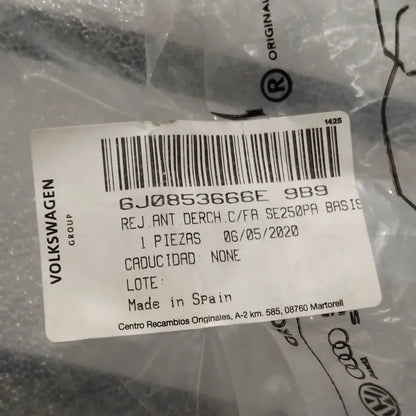 ORIGINAL
®
1425
VOLKSWAGEN
GROUP
6J0853666E 9B9
REJ.ANT.DERCH.C/FA SE250PA BASIS
1 PIEZAS 06/05/2020
CADUCIDAD: NONE
LOTE:
Made in Spain
Centro Recambios Originales, A-2 km. 585, 08760 Martorell